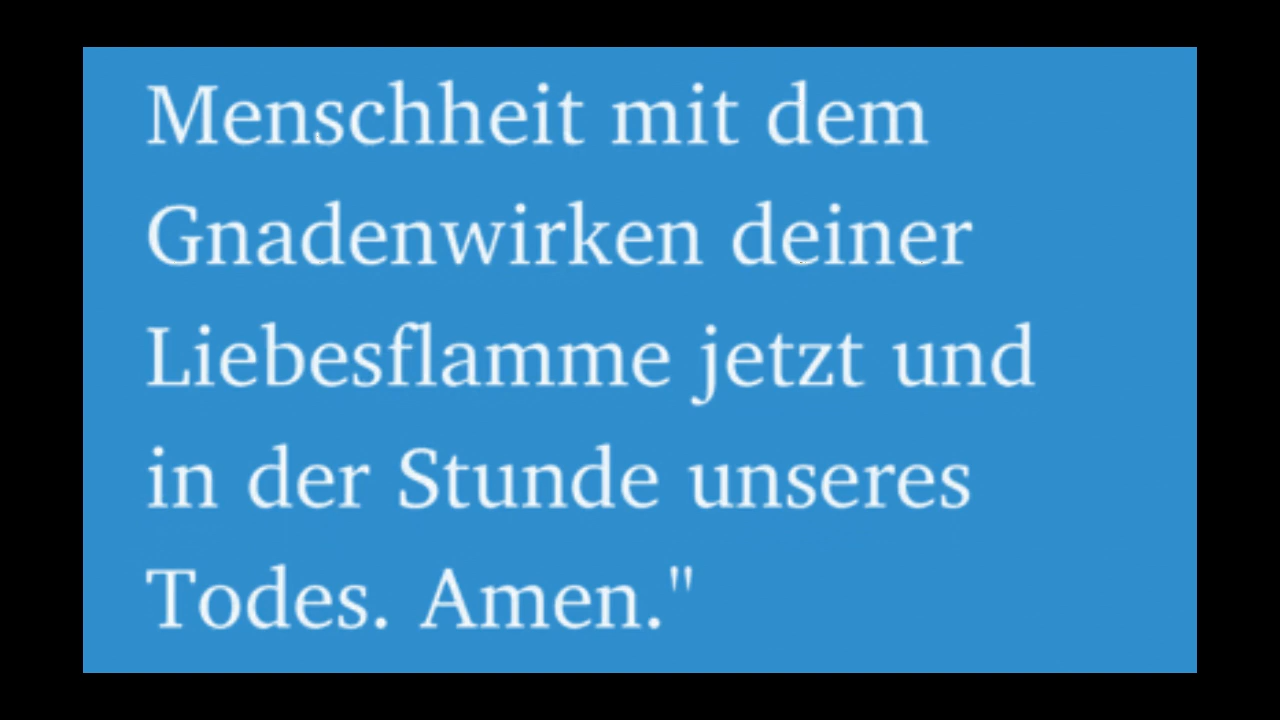 Menschheit mit dem
Gnadenwirken deiner
Liebesflamme jetzt und
in der Stunde unseres
Todes. Amen."